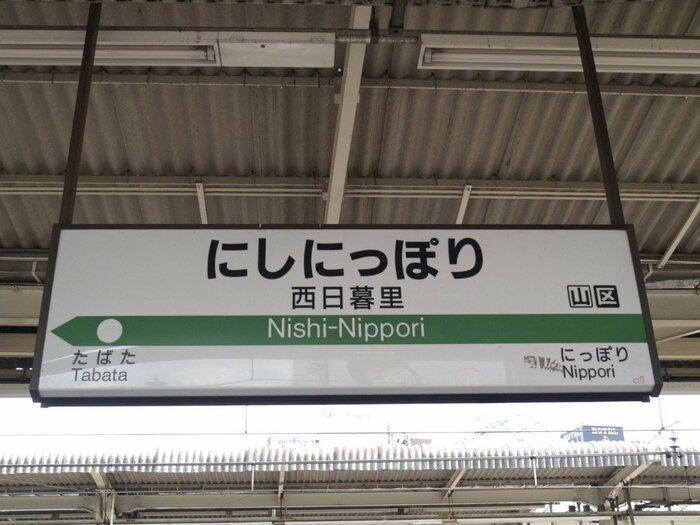 にしにっぽり
西日暮里
山 区
Nishi-Nippori
たばた
Tabata
にっぽり
Nippori
HOTEL